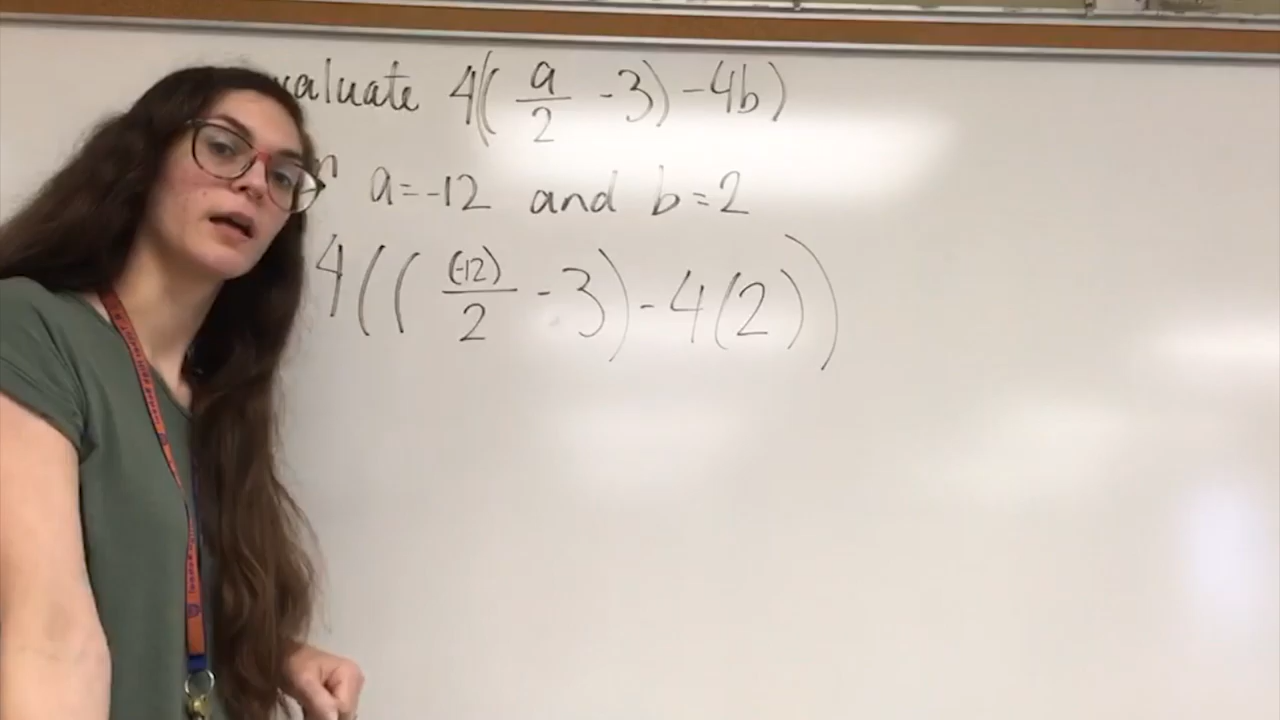 valuate 4(( a/2 -3)-4b)
a=-12 and b=2
4(( (-12)/2 -3)-4(2))